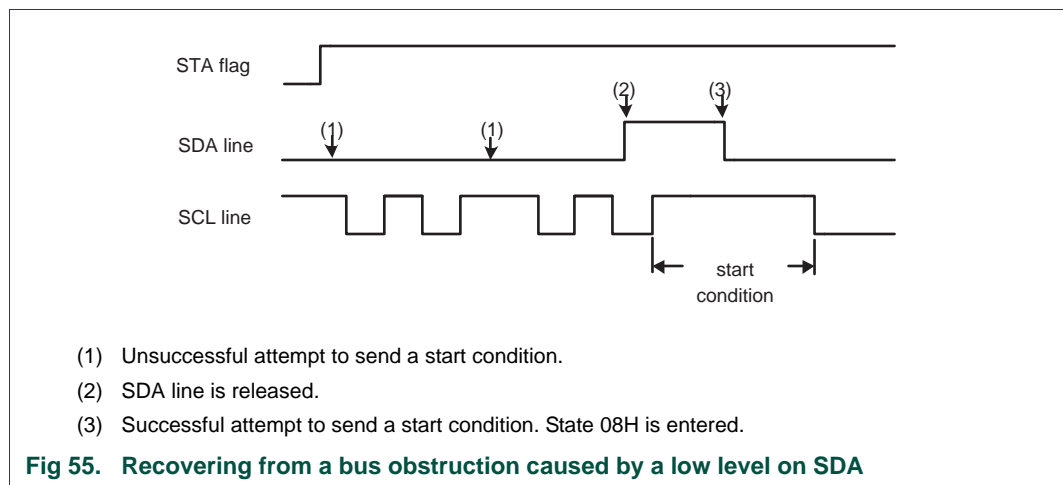 STA flag
(2) (3)
(1) (1)
SDA line
SCL line
start
condition
(1) Unsuccessful attempt to send a start condition.
(2) SDA line is released.
(3) Successful attempt to send a start condition. State 08H is entered.
Fig 55. Recovering from a bus obstruction caused by a low level on SDA